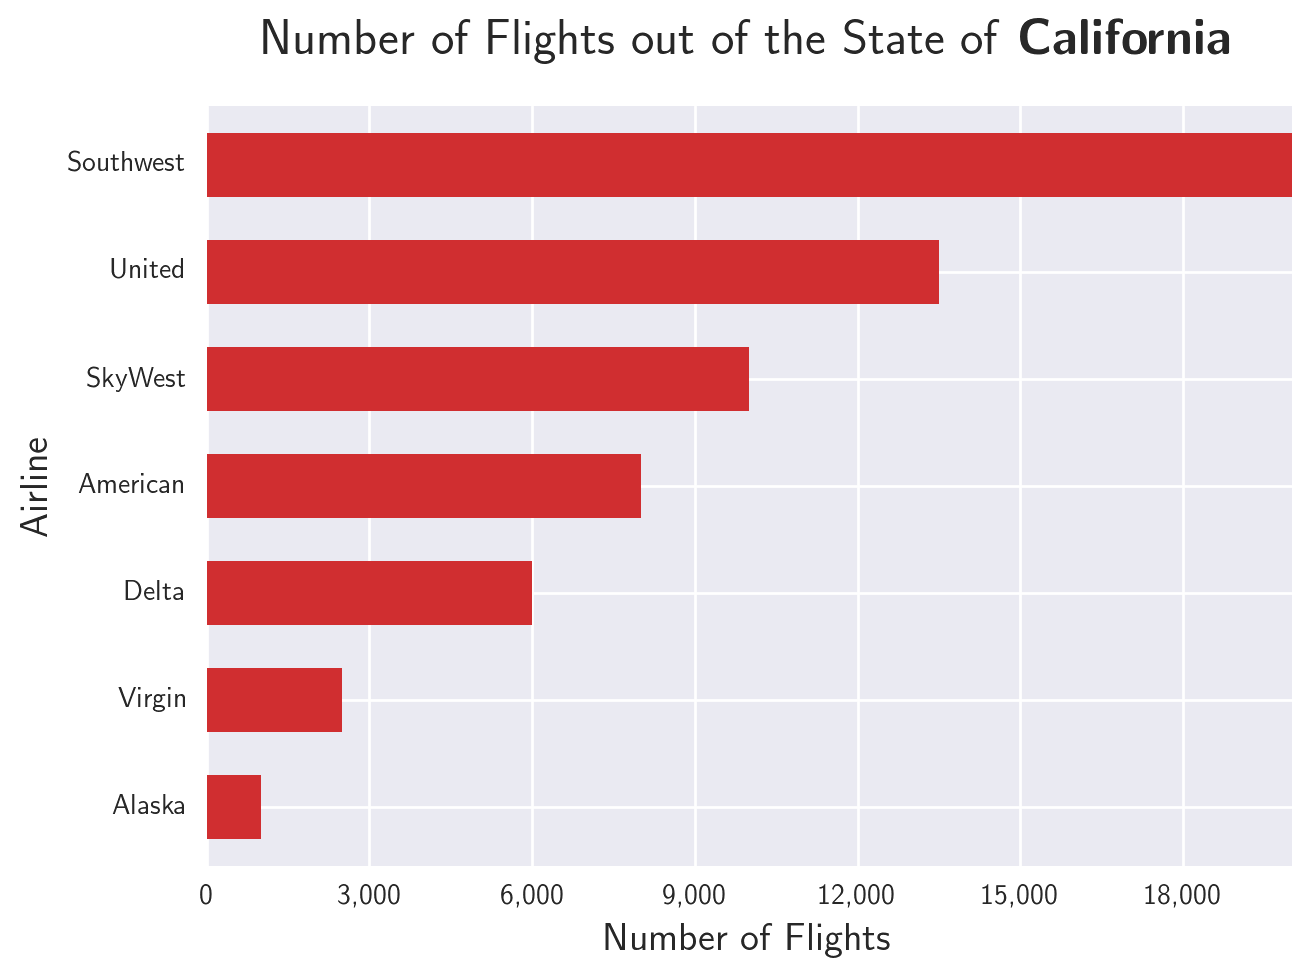 Number of Flights out of the State of California
Southwest
United
SkyWest
American
Delta
Virgin
Alaska
Airline
0 3,000 6,000 9,000 12,000 15,000 18,000
Number of Flights